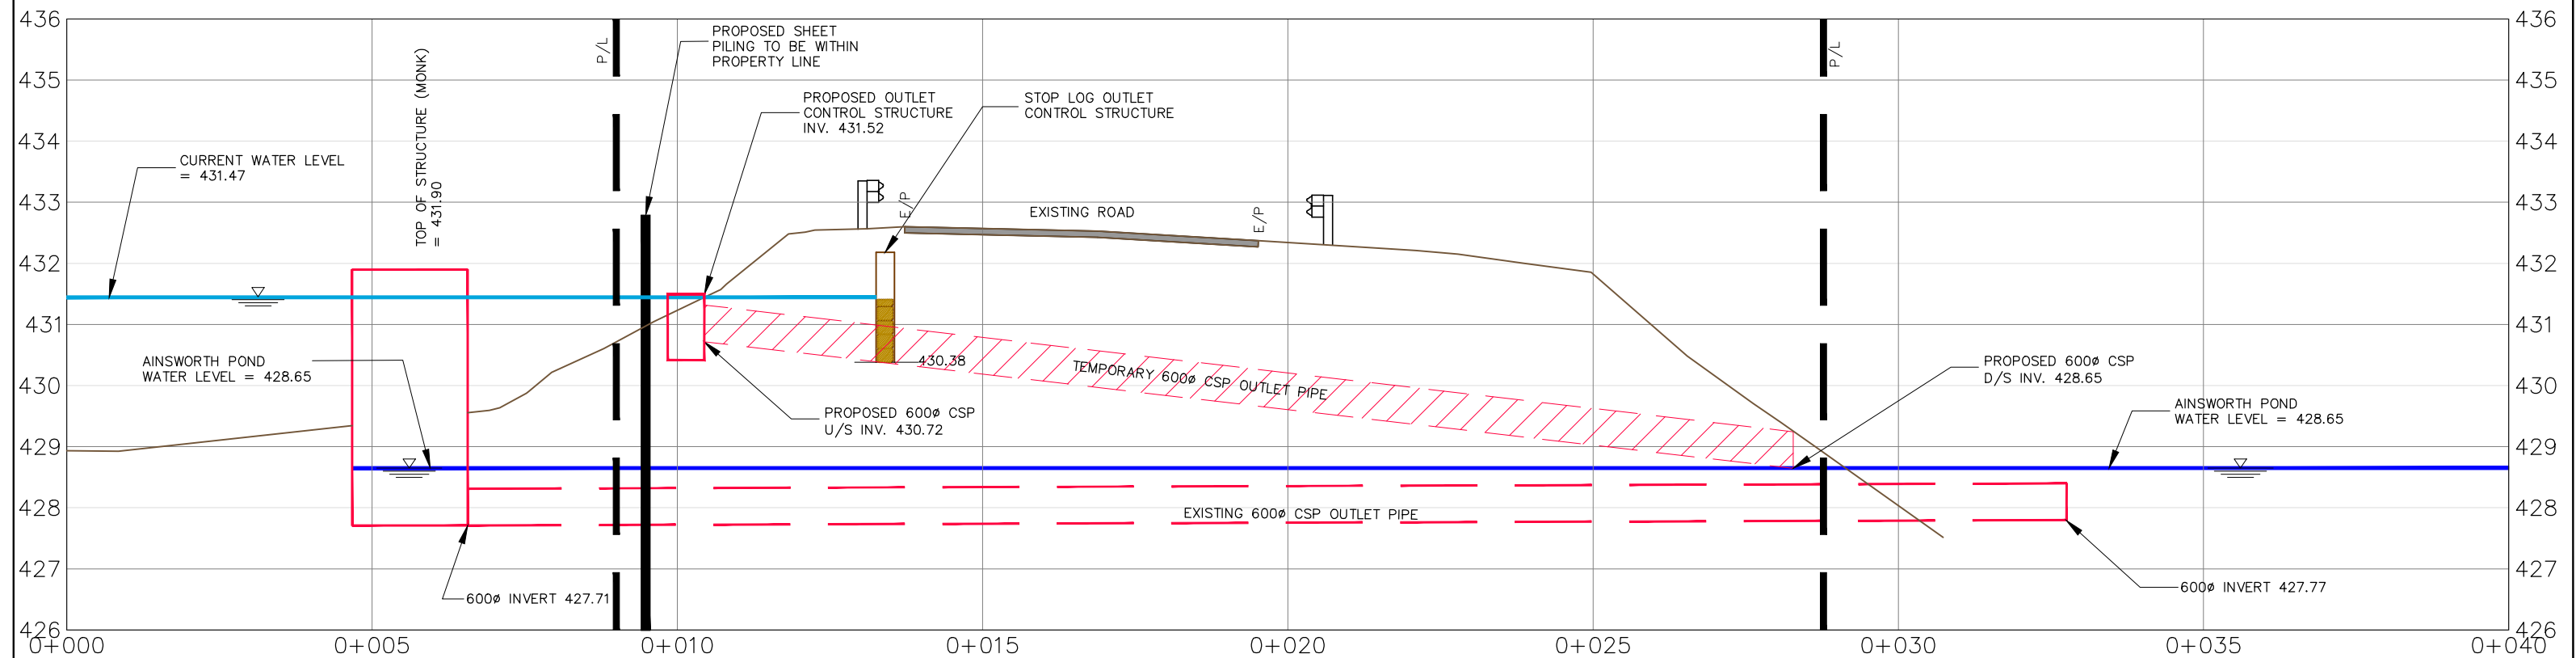 436
435
434
433
432
431
430
429
428
427
426
436
435
434
433
432
431
430
429
428
427
426
0+000
0+005
0+010
0+015
0+020
0+025
0+030
0+035
0+040
CURRENT WATER LEVEL
= 431.47
TOP OF STRUCTURE (MONK)
= 431.90
P/L
PROPOSED SHEET
PILING TO BE WITHIN
PROPERTY LINE
PROPOSED OUTLET
CONTROL STRUCTURE
INV. 431.52
STOP LOG OUTLET
CONTROL STRUCTURE
E/P
EXISTING ROAD
E/P
P/L
AINSWORTH POND
WATER LEVEL = 428.65
430.38
TEMPORARY 600ø CSP OUTLET PIPE
PROPOSED 600ø CSP
U/S INV. 430.72
PROPOSED 600ø CSP
D/S INV. 428.65
AINSWORTH POND
WATER LEVEL = 428.65
EXISTING 600ø CSP OUTLET PIPE
600ø INVERT 427.71
600ø INVERT 427.77